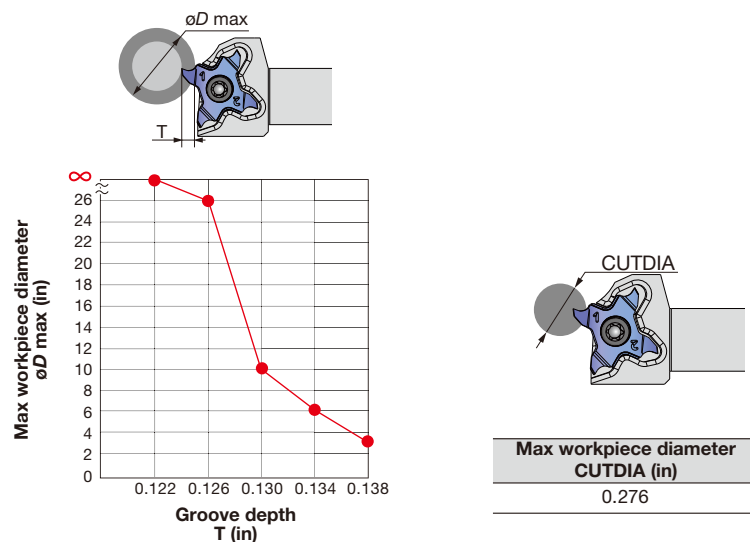 øD max
T
1
2
∞
26
24
22
20
18
16
14
12
10
8
6
4
2
0
Max workpiece diameter
øD max (in)
0.122 0.126 0.130 0.134 0.138
Groove depth
T (in)
CUTDIA
1
2
Max workpiece diameter
CUTDIA (in)
0.276